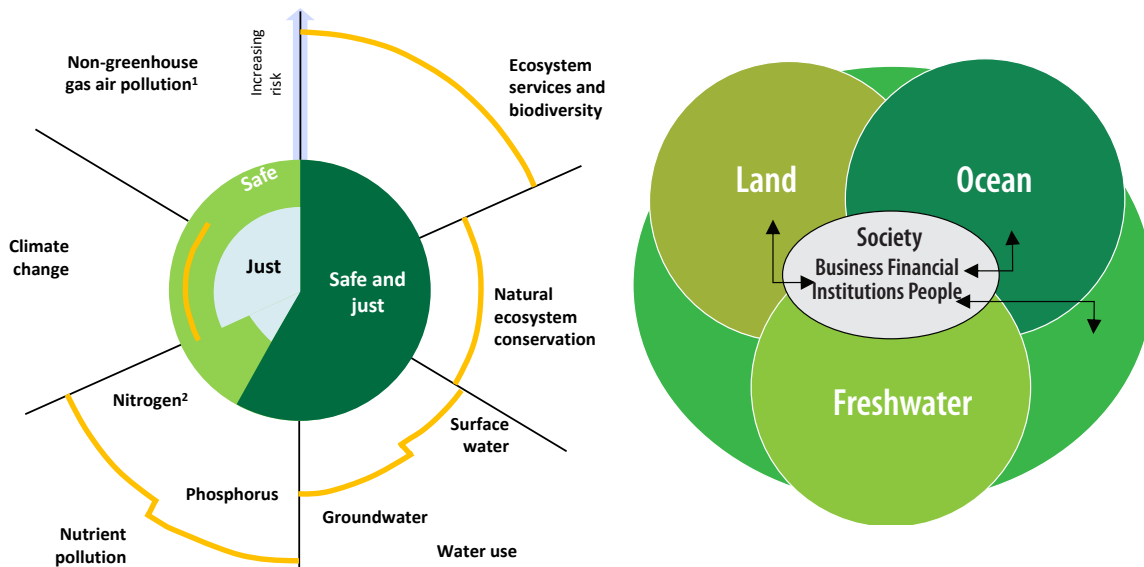 Non-greenhouse
gas air pollution¹
Increasing
risk
Ecosystem
services and
biodiversity
Safe
Just
Safe and
just
Climate
change
Natural
ecosystem
conservation
Nitrogen²
Surface
water
Phosphorus
Groundwater
Nutrient
pollution
Water use
Land
Ocean
Society
Business Financial
Institutions People
Freshwater